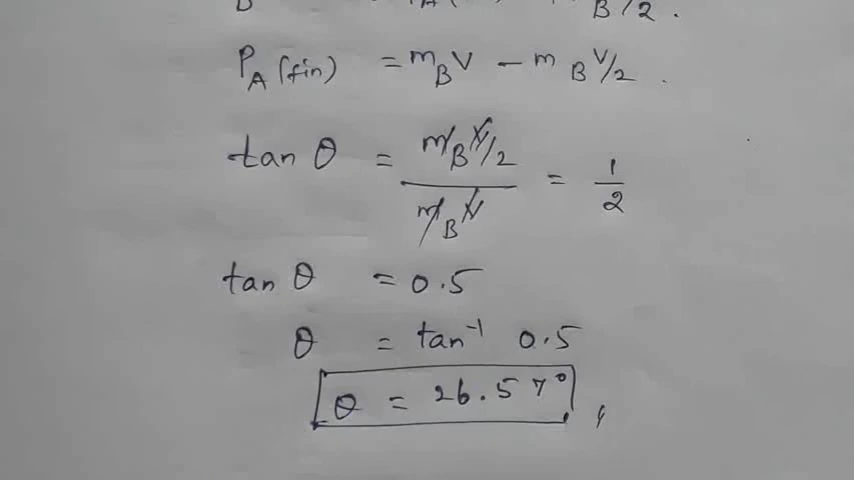 B/2.
P_A (fin) = m_B V - m_B V/2.
tan θ = m_B V/2 / m_B V = 1/2
tan θ = 0.5
θ = tan⁻¹ 0.5
θ = 26.57°,